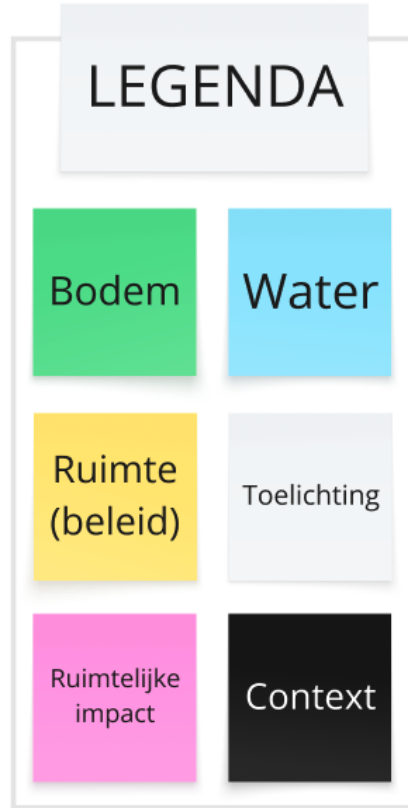 LEGENDA
Bodem
Water
Ruimte
(beleid)
Toelichting
Ruimtelijke
impact
Context